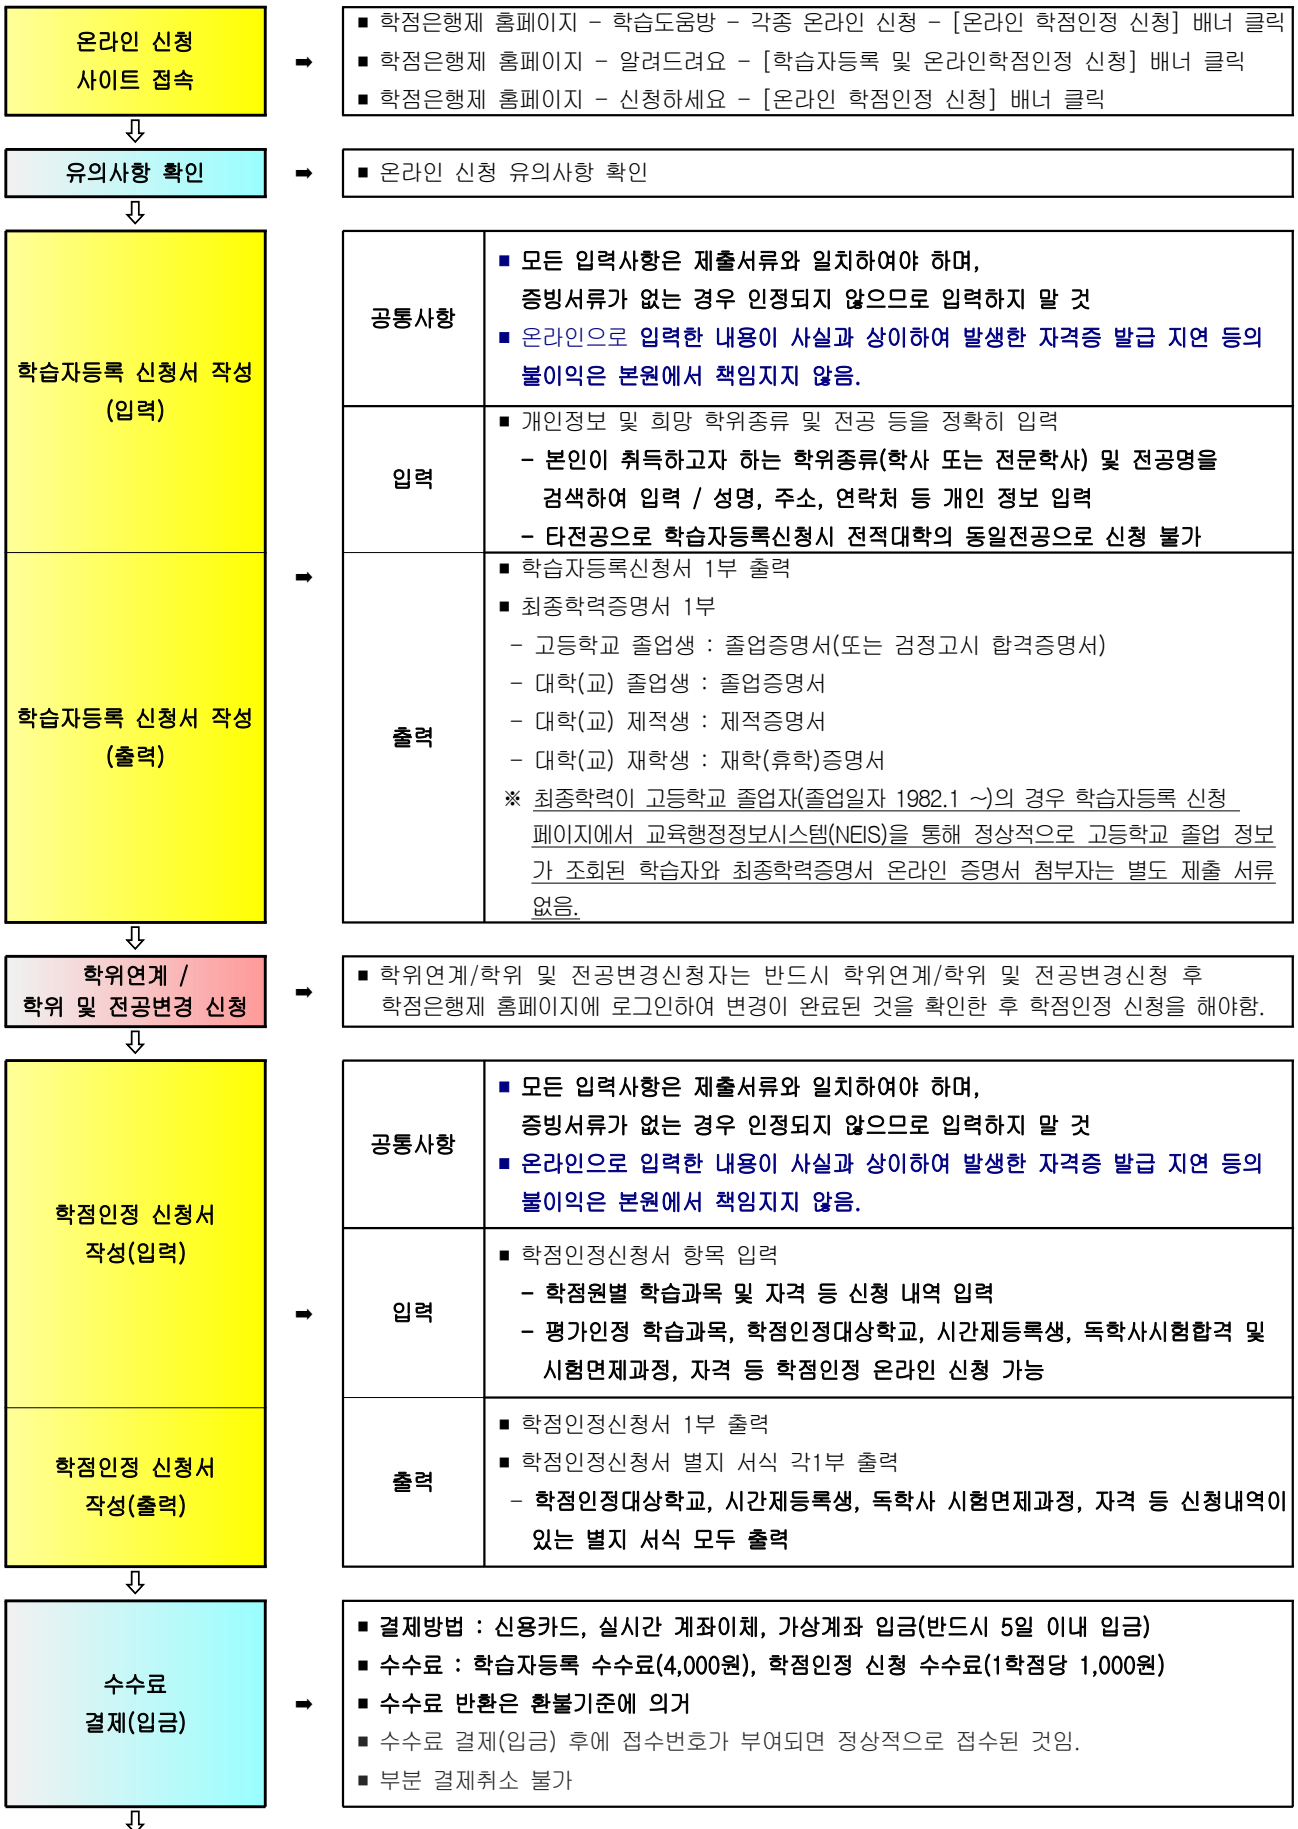 온라인 신청
사이트 접속
➡
■ 학점은행제 홈페이지 - 학습도움방 - 각종 온라인 신청 - [온라인 학점인정 신청] 배너 클릭
■ 학점은행제 홈페이지 - 알려드려요 - [학습자등록 및 온라인학점인정 신청] 배너 클릭
■ 학점은행제 홈페이지 - 신청하세요 - [온라인 학점인정 신청] 배너 클릭
⇩
유의사항 확인
➡
■ 온라인 신청 유의사항 확인
⇩
학습자등록 신청서 작성
(입력)
공통사항
■ 모든 입력사항은 제출서류와 일치하여야 하며,
증빙서류가 없는 경우 인정되지 않으므로 입력하지 말 것
■ 온라인으로 입력한 내용이 사실과 상이하여 발생한 자격증 발급 지연 등의
불이익은 본원에서 책임지지 않음.
입력
■ 개인정보 및 희망 학위종류 및 전공 등을 정확히 입력
- 본인이 취득하고자 하는 학위종류(학사 또는 전문학사) 및 전공명을
검색하여 입력 / 성명, 주소, 연락처 등 개인 정보 입력
- 타전공으로 학습자등록신청시 전적대학의 동일전공으로 신청 불가
➡
학습자등록 신청서 작성
(출력)
출력
■ 학습자등록신청서 1부 출력
■ 최종학력증명서 1부
- 고등학교 졸업생 : 졸업증명서(또는 검정고시 합격증명서)
- 대학(교) 졸업생 : 졸업증명서
- 대학(교) 제적생 : 제적증명서
- 대학(교) 재학생 : 재학(휴학)증명서
※ 최종학력이 고등학교 졸업자(졸업일자 1982.1 ~)의 경우 학습자등록 신청
페이지에서 교육행정정보시스템(NEIS)을 통해 정상적으로 고등학교 졸업 정보
가 조회된 학습자와 최종학력증명서 온라인 증명서 첨부자는 별도 제출 서류
없음.
⇩
학위연계 /
학위 및 전공변경 신청
➡
■ 학위연계/학위 및 전공변경신청자는 반드시 학위연계/학위 및 전공변경신청 후
학점은행제 홈페이지에 로그인하여 변경이 완료된 것을 확인한 후 학점인정 신청을 해야함.
⇩
학점인정 신청서
작성(입력)
공통사항
■ 모든 입력사항은 제출서류와 일치하여야 하며,
증빙서류가 없는 경우 인정되지 않으므로 입력하지 말 것
■ 온라인으로 입력한 내용이 사실과 상이하여 발생한 자격증 발급 지연 등의
불이익은 본원에서 책임지지 않음.
➡
입력
■ 학점인정신청서 항목 입력
- 학점원별 학습과목 및 자격 등 신청 내역 입력
- 평가인정 학습과목, 학점인정대상학교, 시간제등록생, 독학사시험합격 및
시험면제과정, 자격 등 학점인정 온라인 신청 가능
학점인정 신청서
작성(출력)
출력
■ 학점인정신청서 1부 출력
■ 학점인정신청서 별지 서식 각1부 출력
- 학점인정대상학교, 시간제등록생, 독학사 시험면제과정, 자격 등 신청내역이
있는 별지 서식 모두 출력
⇩
수수료
결제(입금)
➡
■ 결제방법 : 신용카드, 실시간 계좌이체, 가상계좌 입금(반드시 5일 이내 입금)
■ 수수료 : 학습자등록 수수료(4,000원), 학점인정 신청 수수료(1학점당 1,000원)
■ 수수료 반환은 환불기준에 의거
■ 수수료 결제(입금) 후에 접수번호가 부여되면 정상적으로 접수된 것임.
■ 부분 결제취소 불가
⇩